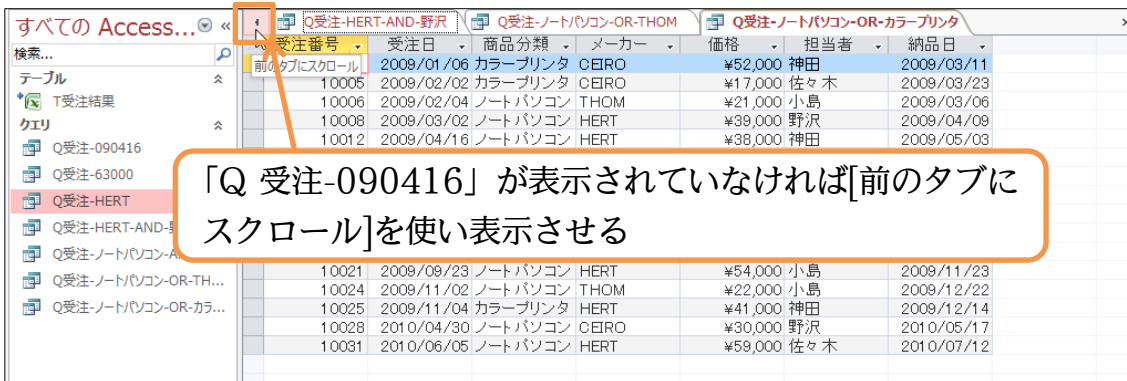 すべての Access... «
Q受注-HERT-AND-野沢 Q受注-ノートパソコン-OR-THOM Q受注-ノートパソコン-OR-カラープリンタ ×
検索...
受注番号 受注日 商品分類 メーカー 価格 担当者 納品日
前のタブにスクロール 2009/01/06 カラープリンタ CEIRO ¥52,000 神田 2009/03/11
テーブル
10005 2009/02/02 カラープリンタ CEIRO ¥17,000 佐々木 2009/03/23
T受注結果
10006 2009/02/04 ノートパソコン THOM ¥21,000 小島 2009/03/06
クエリ
10008 2009/03/02 ノートパソコン HERT ¥39,000 野沢 2009/04/09
Q受注-090416
10012 2009/04/16 ノートパソコン HERT ¥38,000 神田 2009/05/03
Q受注-63000
Q受注-HERT
Q受注-HERT-AND-
Q受注-ノートパソコン-A
Q受注-ノートパソコン-OR-TH...
Q受注-ノートパソコン-OR-カラ...
「Q 受注-090416」が表示されていなければ[前のタブに
スクロール]を使い表示させる
10021 2009/09/23 ノートパソコン HERT ¥54,000 小島 2009/11/23
10024 2009/11/02 ノートパソコン THOM ¥22,000 小島 2009/12/22
10025 2009/11/04 カラープリンタ HERT ¥41,000 神田 2009/12/14
10028 2010/04/30 ノートパソコン CEIRO ¥30,000 野沢 2010/05/17
10031 2010/06/05 ノートパソコン HERT ¥59,000 佐々木 2010/07/12